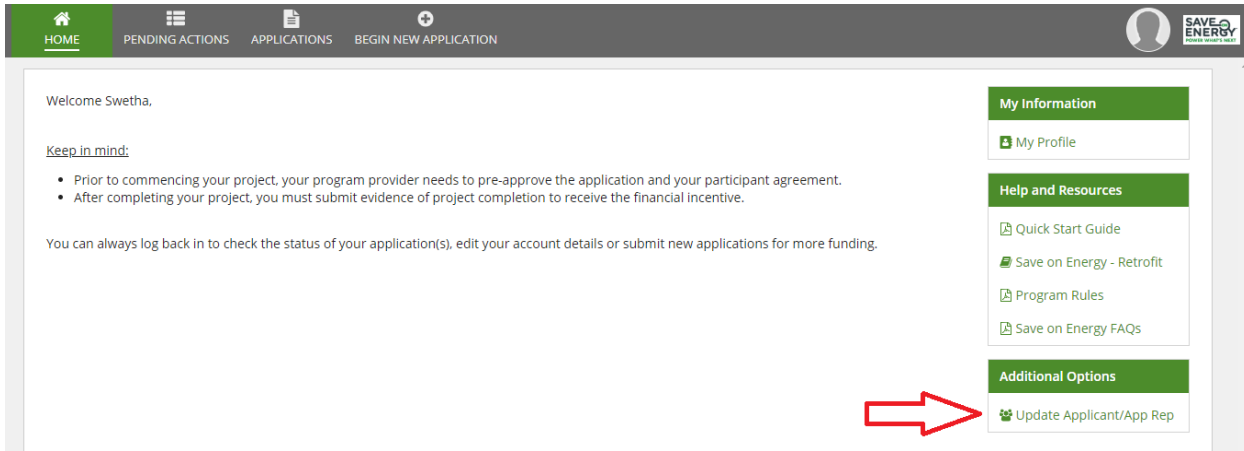 HOME
PENDING ACTIONS
APPLICATIONS
BEGIN NEW APPLICATION
SAVE ON
ENERGY
POWER WHAT'S NEXT
Welcome Swetha,
Keep in mind:
• Prior to commencing your project, your program provider needs to pre-approve the application and your participant agreement.
• After completing your project, you must submit evidence of project completion to receive the financial incentive.
You can always log back in to check the status of your application(s), edit your account details or submit new applications for more funding.
My Information
My Profile
Help and Resources
Quick Start Guide
Save on Energy - Retrofit
Program Rules
Save on Energy FAQs
Additional Options
Update Applicant/App Rep